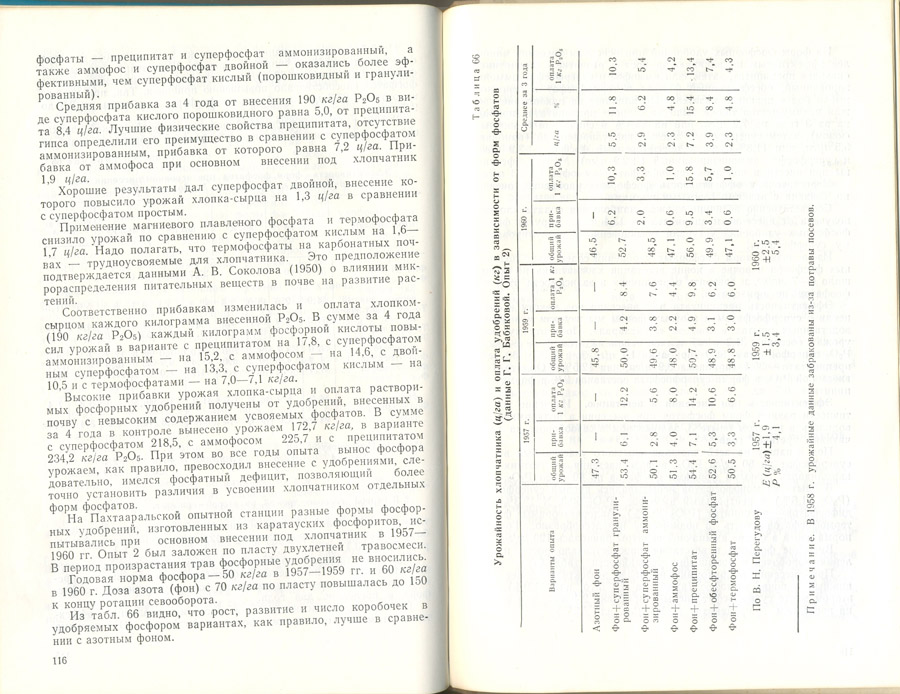 фосфаты — преципитат и суперфосфат аммонизированный, а
также аммофос и суперфосфат двойной — оказались более эф-
фективными, чем суперфосфат кислый (порошковидный и гранули-
рованный).
Средняя прибавка за 4 года от внесения 190 кг/га P₂O₅ в ви-
де суперфосфата кислого порошковидного равна 5,0, от преципита-
та 8,4 ц/га. Лучшие физические свойства преципитата, отсутствие
гипса определили его преимущество в сравнении с суперфосфатом
аммонизированным, прибавка от которого равна 7,2 ц/га. При-
бавка от аммофоса при основном внесении под хлопчатник
1,9 ц/га.
Хорошие результаты дал суперфосфат двойной, внесение ко-
торого повысило урожай хлопка-сырца на 1,3 ц/га в сравнении
с суперфосфатом простым.
Применение магниевого плавленого фосфата и термофосфата
снизило урожай по сравнению с суперфосфатом кислым на 1,6—
1,7 ц/га. Надо полагать, что термофосфаты на карбонатных поч-
вах — трудноусвояемые для хлопчатника. Это предположение
подтверждается данными А. В. Соколова (1950) о влиянии мик-
рораспределения питательных веществ в почве на развитие рас-
тений.
Соответственно прибавкам изменилась и оплата хлопком-
сырцом каждого килограмма внесенной P₂O₅. В сумме за 4 года
(190 кг/га P₂O₅) каждый килограмм фосфорной кислоты повы-
сил урожай в варианте с преципитатом на 17,8, с суперфосфатом
аммонизированным — на 15,2, с аммофосом — на 14,6, с двой-
ным суперфосфатом — на 13,3, с суперфосфатом кислым — на
10,5 и с термофосфатами — на 7,0—7,1 кг/га.
Высокие прибавки урожая хлопка-сырца и оплата раствори-
мых фосфорных удобрений получены от удобрений, внесенных в
почву с невысоким содержанием усвояемых фосфатов. В сумме
за 4 года в контроле вынесено урожаем 172,7 кг/га, в варианте
с суперфосфатом 218,5, с аммофосом 225,7 и с преципитатом
234,2 кг/га P₂O₅. При этом во все годы опыта вынос фосфора
урожаем, как правило, превосходил внесение с удобрениями, сле-
довательно, имелся фосфатный дефицит, позволяющий более
точно установить различия в усвоении хлопчатником отдельных
форм фосфатов.
На Пахтааральской опытной станции разные формы фосфор-
ных удобрений, изготовленных из каратауских фосфоритов, ис-
пытывались при основном внесении под хлопчатник в 1957—
1960 гг. Опыт 2 был заложен по пласту двухлетней травосмеси.
В период произрастания трав фосфорные удобрения не вносились.
Годовая норма фосфора — 50 кг/га в 1957—1959 гг. и 60 кг/га
в 1960 г. Доза азота (фон) с 70 кг/га по пласту повышалась до 150
к концу ротации севооборота.
Из табл. 66 видно, что рост, развитие и число коробочек в
удобряемых фосфором вариантах, как правило, лучше в сравне-
нии с азотным фоном.
116
Таблица 66
Урожайность хлопчатника (ц/га) и оплата удобрений (кг) в зависимости от форм фосфатов
(данные Г. Г. Бабиковой. Опыт 2)
Варианты опыта 1957 г. 1959 г. 1960 г. Среднее за 3 года
общий урожай при-бавка оплата 1 кг P₂O₅ общий урожай при-бавка оплата 1 кг P₂O₅ общий урожай при-бавка оплата 1 кг P₂O₅ ц/га % оплата 1 кг P₂O₅
Азотный фон 47,3 — — 45,8 — — 46,5 —
Фон+суперфосфат гранули-
рованный 53,4 6,1 12,2 50,0 4,2 8,4 52,7 6,2 10,3 5,5 11,8 10,3
Фон+суперфосфат аммони-
зированный 50,1 2,8 5,6 49,6 3,8 7,6 48,5 2,0 3,3 2,9 6,2 5,4
Фон+аммофос 51,3 4,0 8,0 48,0 2,2 4,4 47,1 0,6 1,0 2,3 4,8 4,2
Фон+преципитат 54,4 7,1 14,2 50,7 4,9 9,8 56,0 9,5 15,8 7,2 15,4 13,4
Фон+обесфторенный фосфат 52,6 5,3 10,6 48,9 3,1 6,2 49,9 3,4 5,7 3,9 8,4 7,4
Фон+термофосфат 50,5 3,3 6,6 48,8 3,0 6,0 47,1 0,6 1,0 2,3 4,8 4,3
По В. Н. Перегудову 1957 г. 1959 г. 1960 г.
E (ц/га) ±1,9 ±1,5 ±2,5
P % 4,1 3,4 5,4
Примечание. В 1958 г. урожайные данные забракованы из-за потравы посевов.